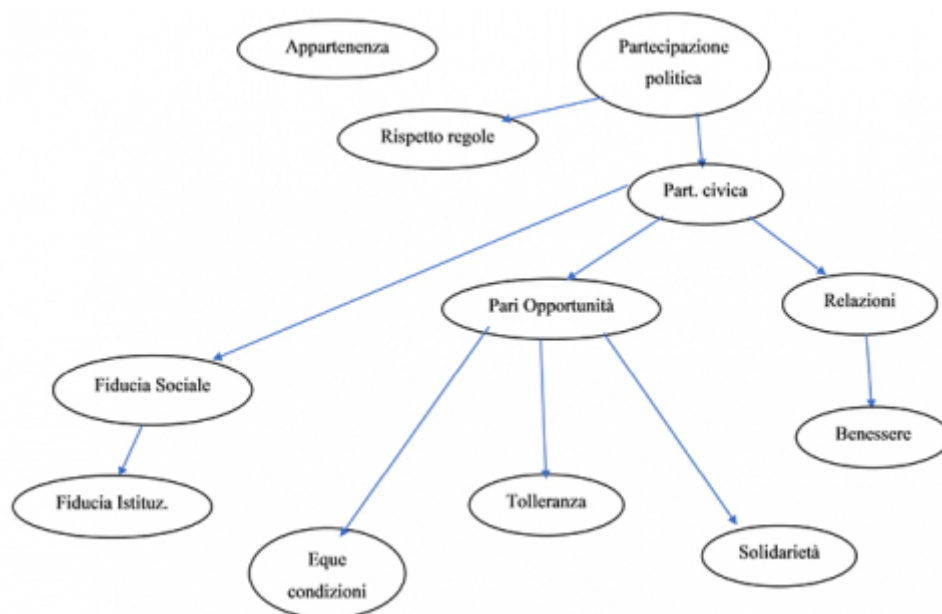 Appartenenza
Partecipazione
politica
Rispetto regole
Part. civica
Pari Opportunità
Relazioni
Fiducia Sociale
Benessere
Fiducia Istituz.
Tolleranza
Eque
condizioni
Solidarietà